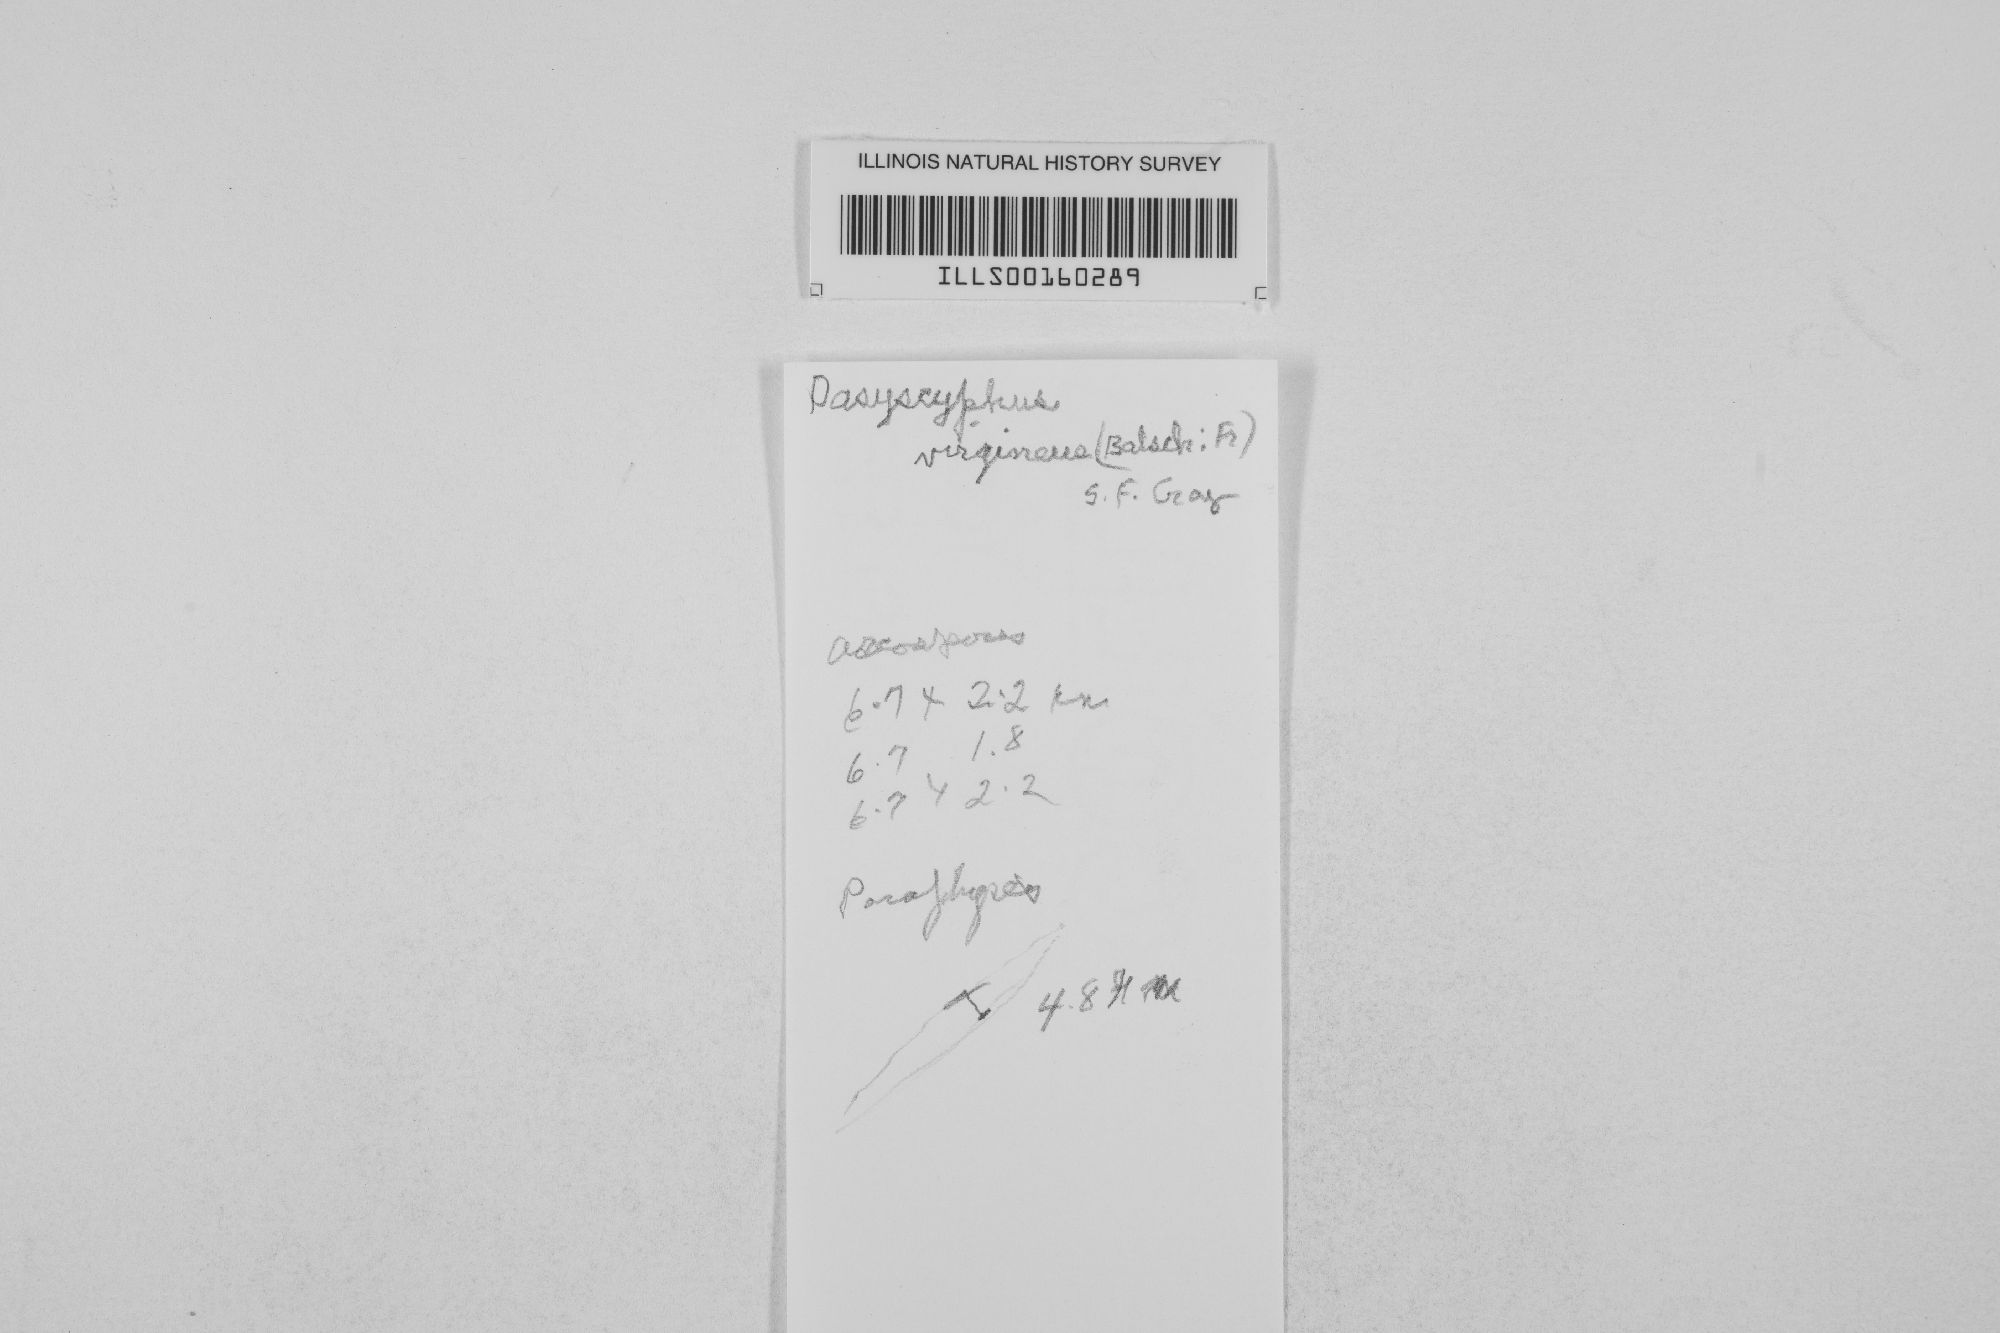 ILLINOIS NATURAL HISTORY SURVEY
ILLS00160289
Dasyscyphus
virgineus (Batsch: Fr)
S. F. Gray
ascospores
6.7 x 2.2 μm
6.7 1.8
6.7 x 2.2
Paraphyses
4.8 μm